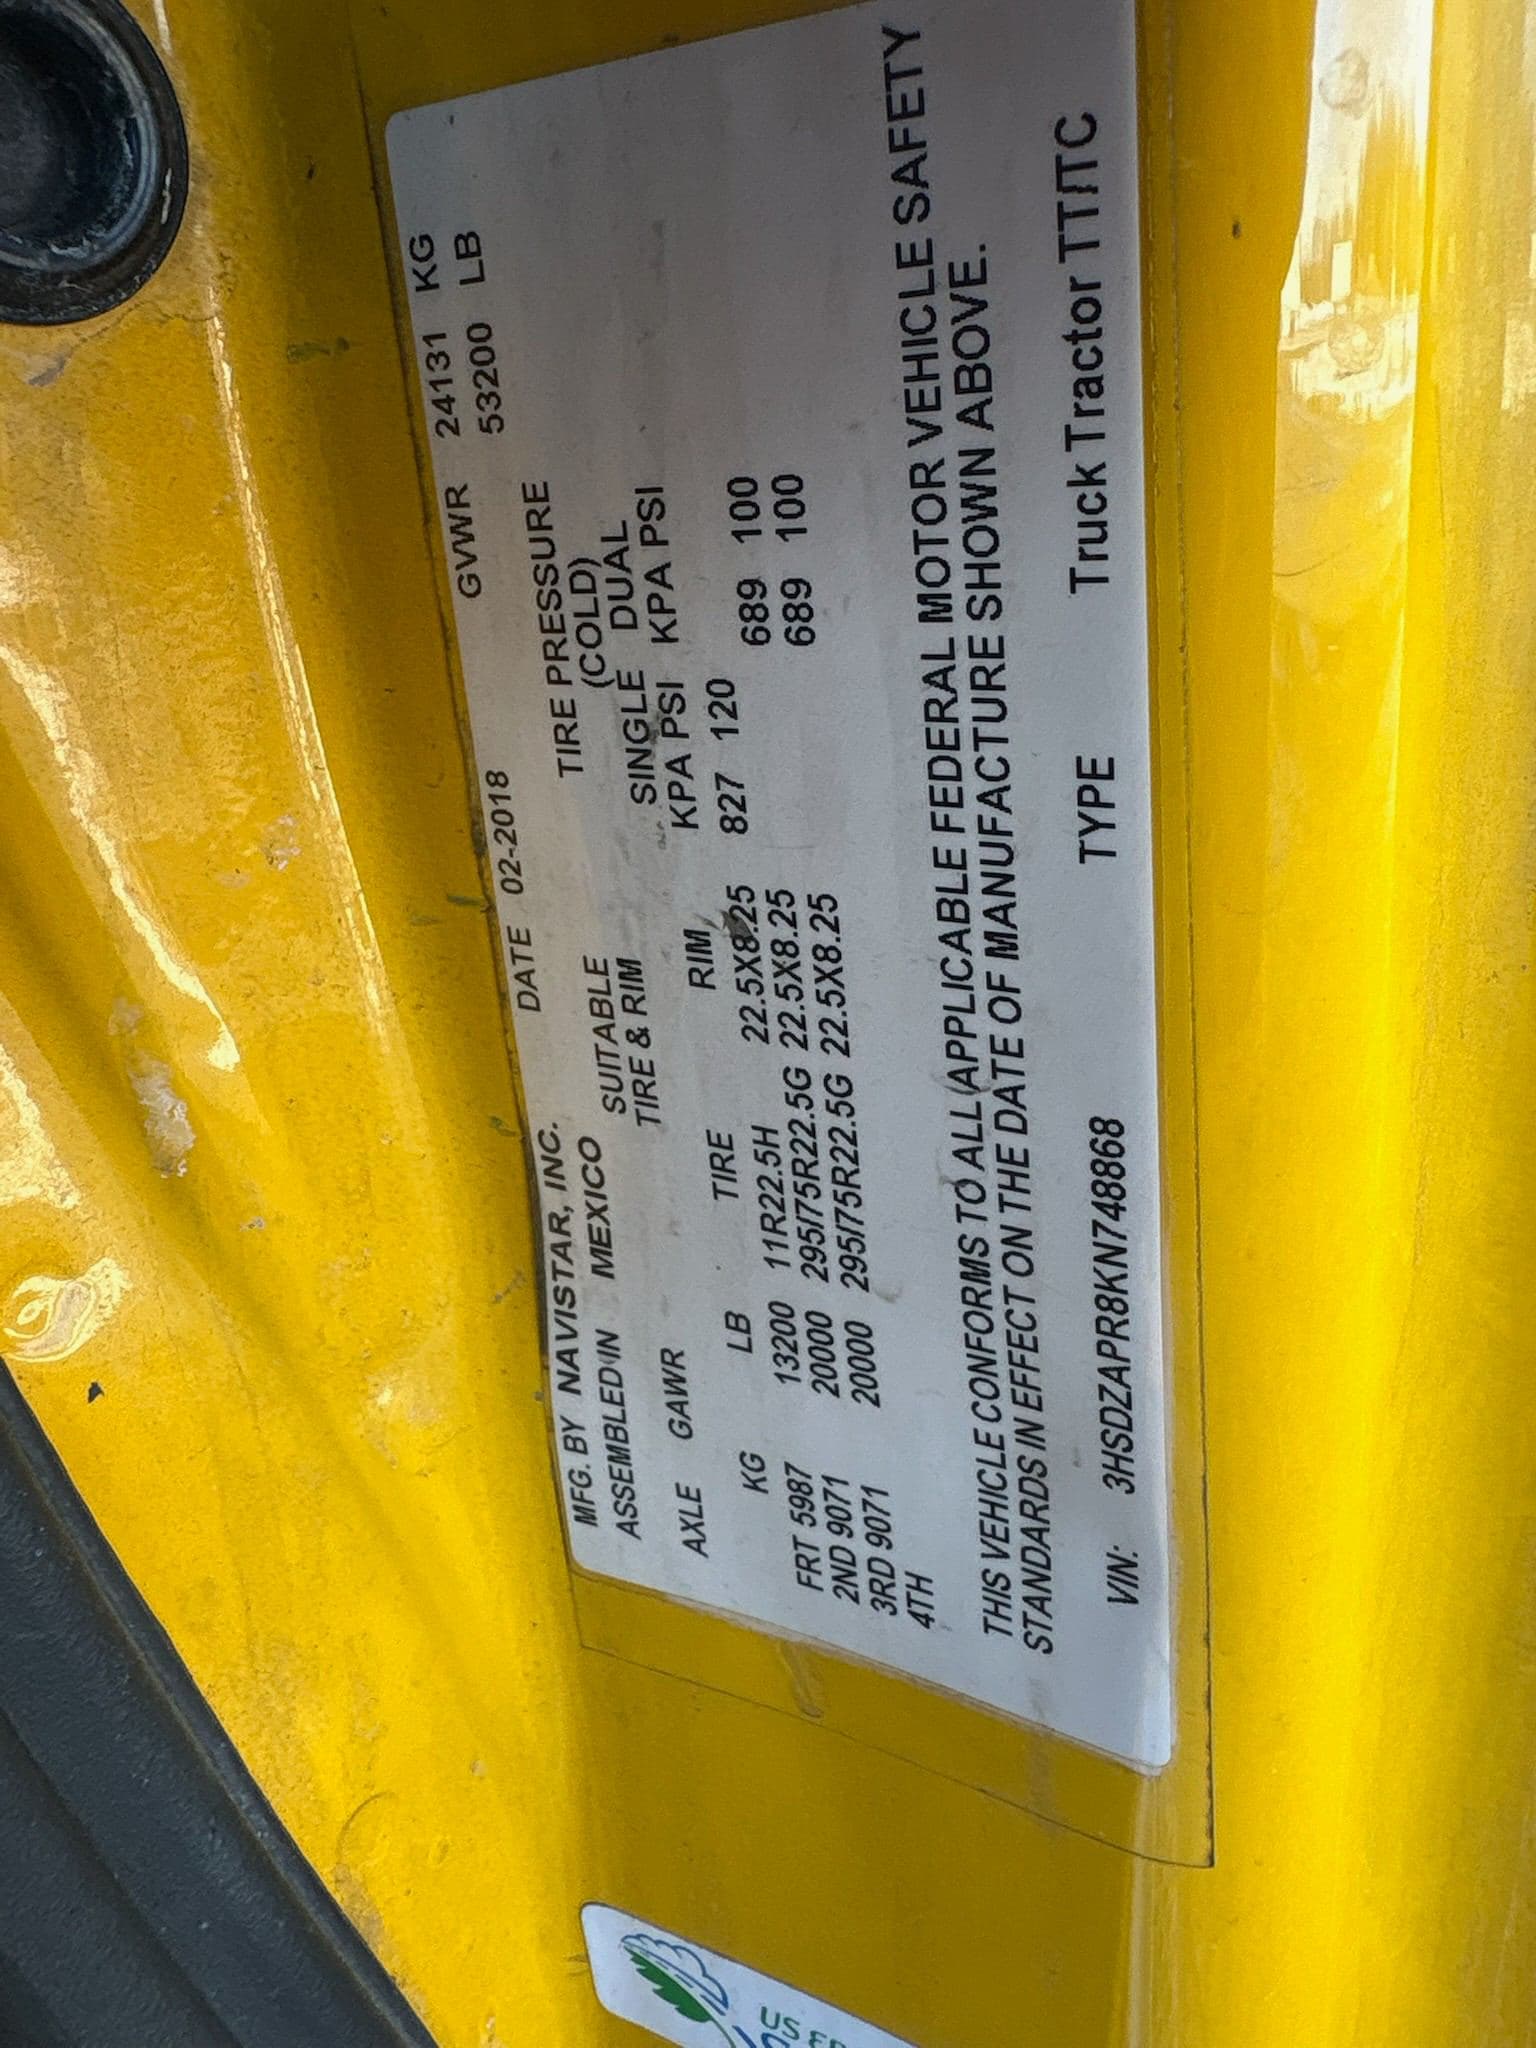 MFG. BY NAVISTAR, INC. DATE 02-2018 GVWR 24131 KG
ASSEMBLED IN MEXICO 53200 LB
SUITABLE TIRE PRESSURE
TIRE & RIM (COLD)
AXLE GAWR SINGLE DUAL
KG LB TIRE RIM KPA PSI KPA PSI
FRT 5987 13200 11R22.5H 22.5X8.25 827 120
2ND 9071 20000 295/75R22.5G 22.5X8.25 689 100
3RD 9071 20000 295/75R22.5G 22.5X8.25 689 100
4TH
THIS VEHICLE CONFORMS TO ALL APPLICABLE FEDERAL MOTOR VEHICLE SAFETY
STANDARDS IN EFFECT ON THE DATE OF MANUFACTURE SHOWN ABOVE.
VIN: 3HSDZAPR8KN748868 TYPE Truck Tractor TT/TC
US